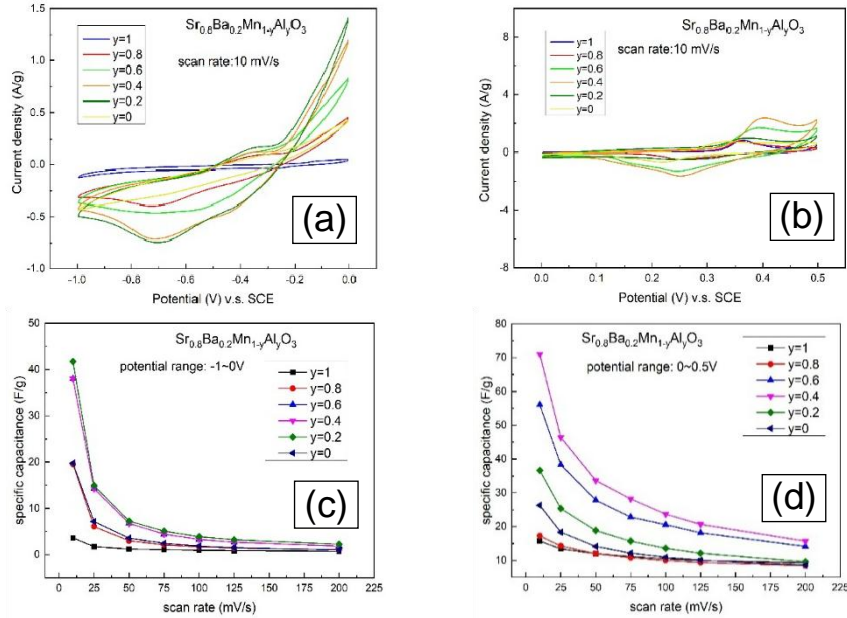 Sr0.8Ba0.2Mn1-yAlyO3
scan rate:10 mV/s
y=1
y=0.8
y=0.6
y=0.4
y=0.2
y=0
1.5
1.0
0.5
0.0
-0.5
-1.0
-1.0 -0.8 -0.6 -0.4 -0.2 0.0
Current density (A/g)
Potential (V) v.s. SCE
(a)
Sr0.8Ba0.2Mn1-yAlyO3
scan rate:10 mV/s
y=1
y=0.8
y=0.6
y=0.4
y=0.2
y=0
8
4
0
-4
-8
0.0 0.1 0.2 0.3 0.4 0.5
Current density (A/g)
Potential (V) v.s. SCE
(b)
Sr0.8Ba0.2Mn1-yAlyO3
potential range: -1~0V
y=1
y=0.8
y=0.6
y=0.4
y=0.2
y=0
50
40
30
20
10
0
0 25 50 75 100 125 150 175 200 225
specific capacitance (F/g)
scan rate (mV/s)
(c)
Sr0.8Ba0.2Mn1-yAlyO3
potential range: 0~0.5V
y=1
y=0.8
y=0.6
y=0.4
y=0.2
y=0
80
70
60
50
40
30
20
10
0 25 50 75 100 125 150 175 200 225
specific capacitance (F/g)
scan rate (mV/s)
(d)